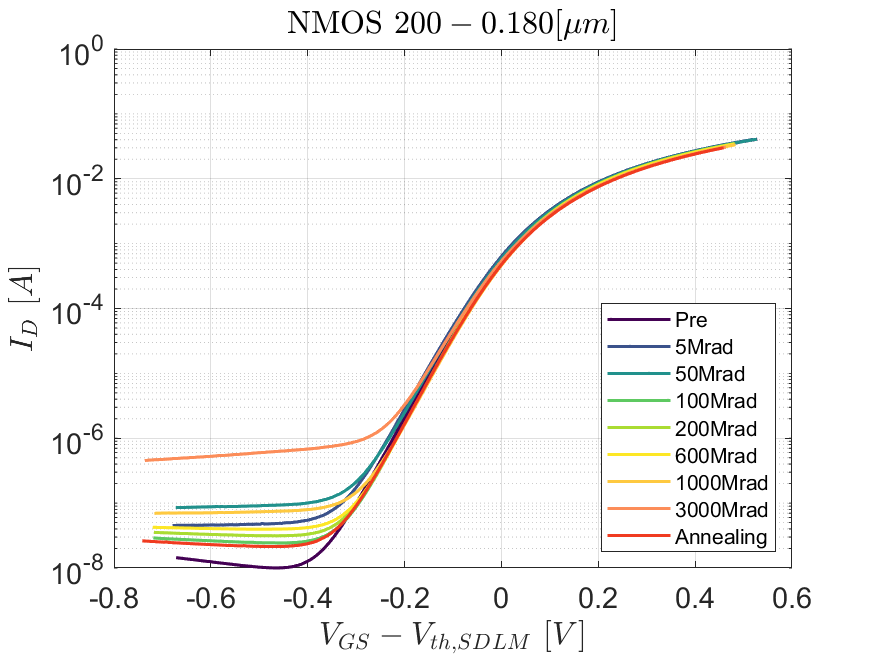 NMOS 200 − 0.180[μm]
10^0
10^-2
10^-4
10^-6
10^-8
I_D [A]
Pre
5Mrad
50Mrad
100Mrad
200Mrad
600Mrad
1000Mrad
3000Mrad
Annealing
-0.8 -0.6 -0.4 -0.2 0 0.2 0.4 0.6
V_GS − V_th,SDLM [V]